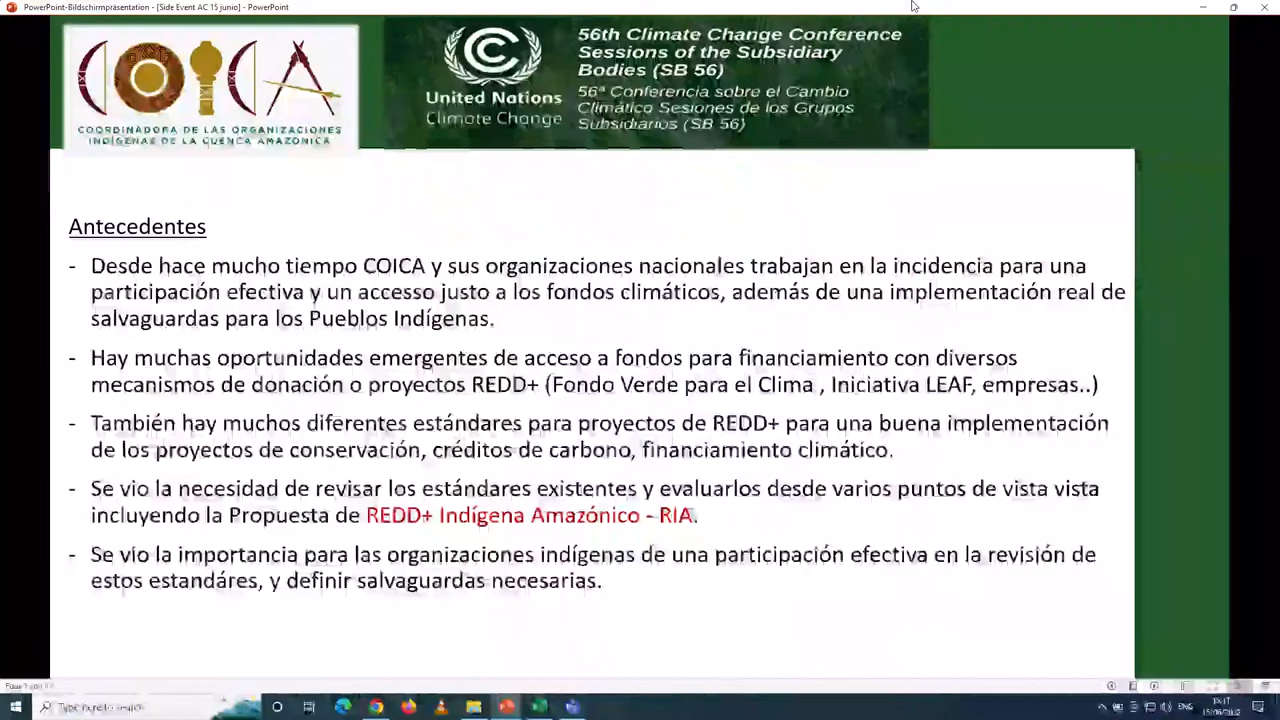 PowerPoint-Bildschirmpräsentation - [Side Event AC 15 junio] - PowerPoint
COICA
COORDINADORA DE LAS ORGANIZACIONES
INDÍGENAS DE LA CUENCA AMAZONICA
United Nations
Climate Change
56th Climate Change Conference
Sessions of the Subsidiary
Bodies (SB 56)
56ª Conferencia sobre el Cambio
Climático Sesiones de los Grupos
Subsidiarios (SB 56)
Antecedentes
- Desde hace mucho tiempo COICA y sus organizaciones nacionales trabajan en la incidencia para una
participación efectiva y un accesso justo a los fondos climáticos, además de una implementación real de
salvaguardas para los Pueblos Indígenas.
- Hay muchas oportunidades emergentes de acceso a fondos para financiamiento con diversos
mecanismos de donación o proyectos REDD+ (Fondo Verde para el Clima , Iniciativa LEAF, empresas..)
- También hay muchos diferentes estándares para proyectos de REDD+ para una buena implementación
de los proyectos de conservación, créditos de carbono, financiamiento climático.
- Se vio la necesidad de revisar los estándares existentes y evaluarlos desde varios puntos de vista vista
incluyendo la Propuesta de REDD+ Indígena Amazónico - RIA.
- Se vio la importancia para las organizaciones indígenas de una participación efectiva en la revisión de
estos estandáres, y definir salvaguardas necesarias.
Type here to search
ENG